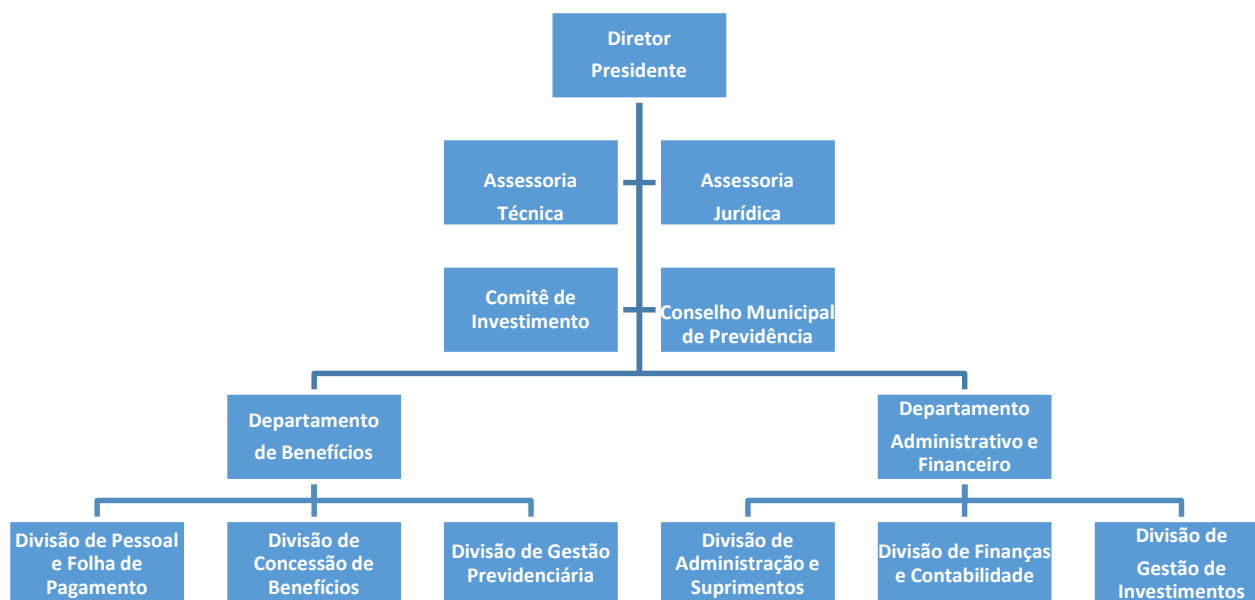 Diretor
Presidente
Assessoria
Técnica
Assessoria
Jurídica
Comitê de
Investimento
Conselho Municipal
de Previdência
Departamento
de Benefícios
Departamento
Administrativo e
Financeiro
Divisão de Pessoal
e Folha de
Pagamento
Divisão de
Concessão de
Benefícios
Divisão de Gestão
Previdenciária
Divisão de
Administração e
Suprimentos
Divisão de Finanças
e Contabilidade
Divisão de
Gestão de
Investimentos